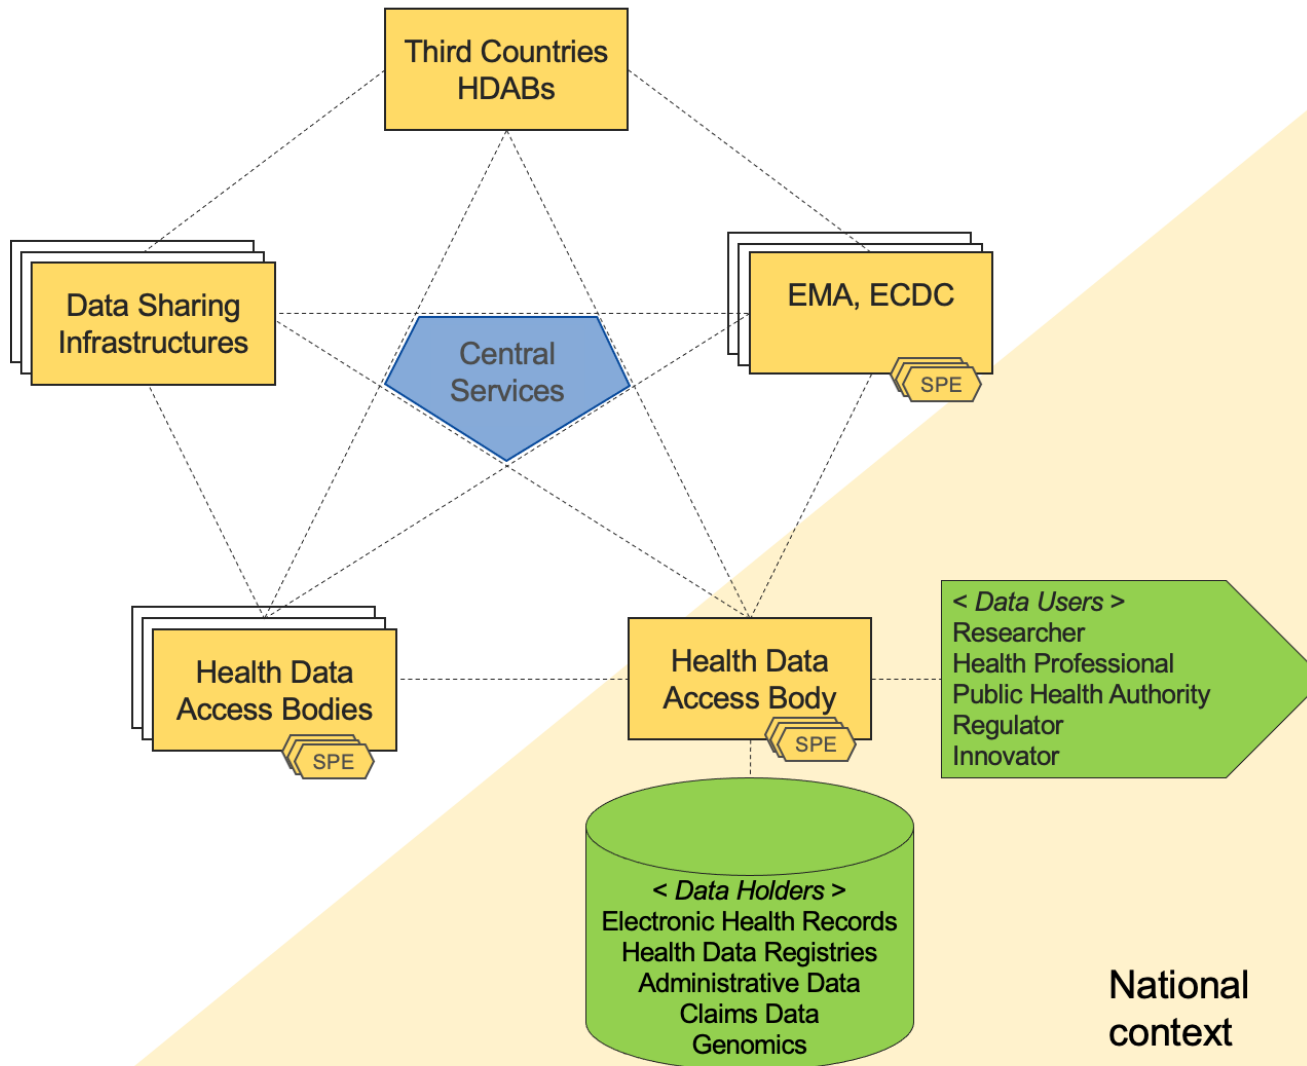 Third Countries
HDABs
Data Sharing
Infrastructures
EMA, ECDC
SPE
Central
Services
Health Data
Access Bodies
SPE
Health Data
Access Body
SPE
< Data Users >
Researcher
Health Professional
Public Health Authority
Regulator
Innovator
< Data Holders >
Electronic Health Records
Health Data Registries
Administrative Data
Claims Data
Genomics
National
context